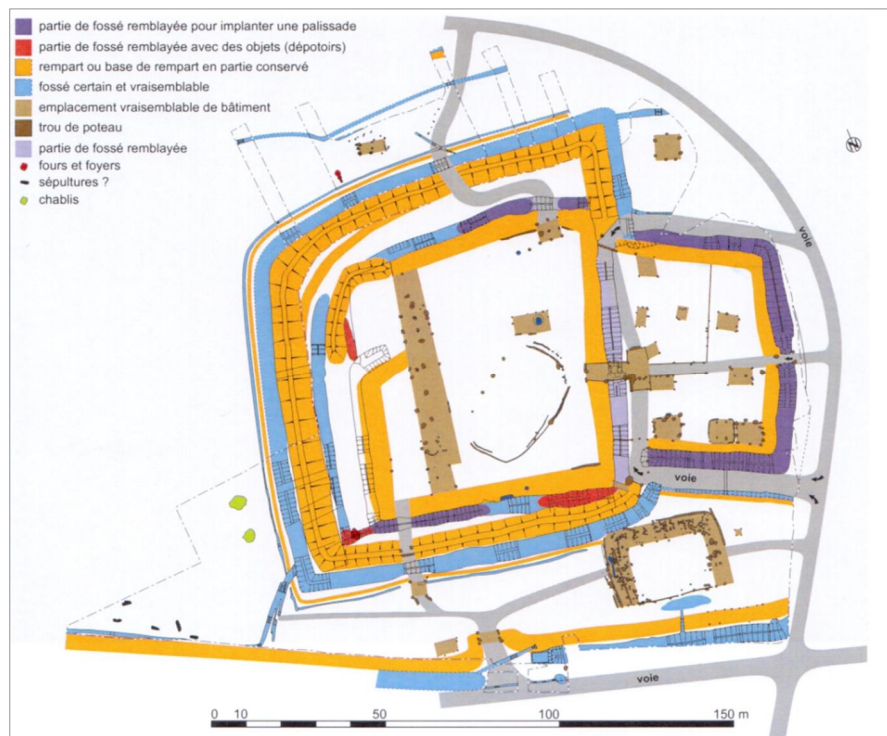 partie de fossé remblayée pour implanter une palissade
partie de fossé remblayée avec des objets (dépotoirs)
rempart ou base de rempart en partie conservé
fossé certain et vraisemblable
emplacement vraisemblable de bâtiment
trou de poteau
partie de fossé remblayée
fours et foyers
sépultures ?
chablis
voie
voie
voie
0 10 50 100 150 m